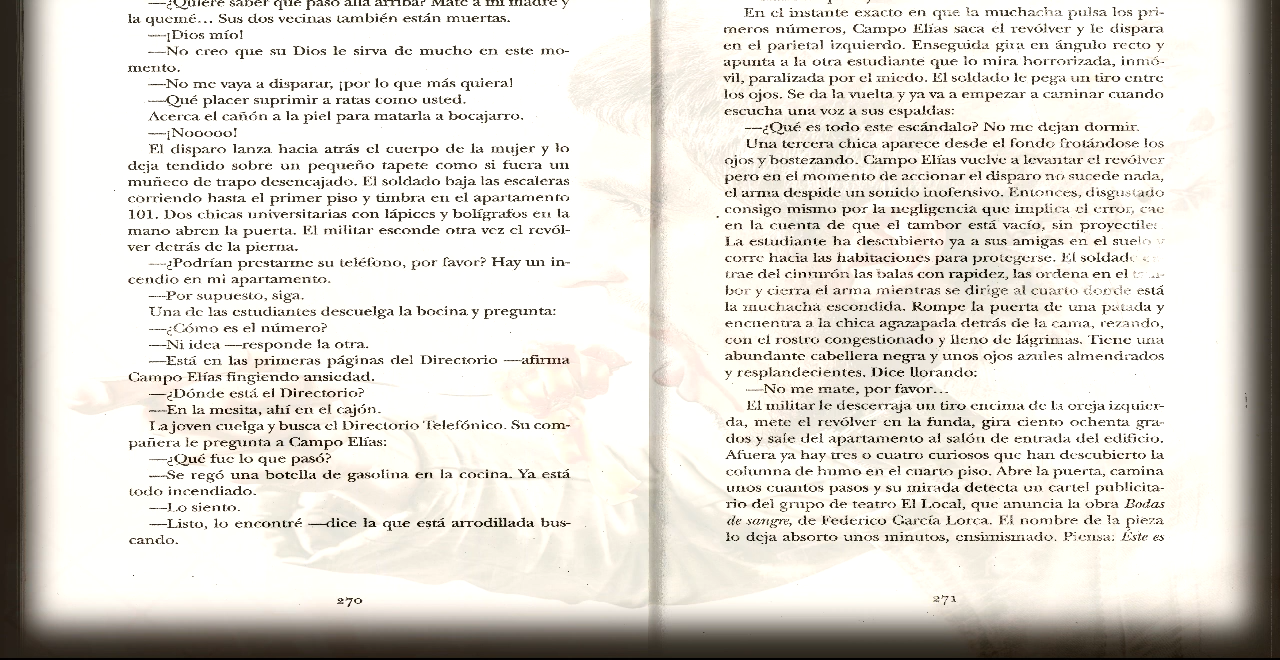 —¿Quiere saber qué pasó allá arriba? Maté a mi madre y
la quemé... Sus dos vecinas también están muertas.
—¡Dios mío!
—No creo que su Dios le sirva de mucho en este mo-
mento.
—No me vaya a disparar, ¡por lo que más quiera!
—Qué placer suprimir a ratas como usted.
Acerca el cañón a la piel para matarla a bocajarro.
—¡Nooooo!
El disparo lanza hacia atrás el cuerpo de la mujer y lo
deja tendido sobre un pequeño tapete como si fuera un
muñeco de trapo desencajado. El soldado baja las escaleras
corriendo hasta el primer piso y timbra en el apartamento
101. Dos chicas universitarias con lápices y bolígrafos en la
mano abren la puerta. El militar esconde otra vez el revól-
ver detrás de la pierna.
—¿Podrían prestarme su teléfono, por favor? Hay un in-
cendio en mi apartamento.
—Por supuesto, siga.
Una de las estudiantes descuelga la bocina y pregunta:
—¿Cómo es el número?
—Ni idea —responde la otra.
—Está en las primeras páginas del Directorio —afirma
Campo Elías fingiendo ansiedad.
—¿Dónde está el Directorio?
—En la mesita, ahí en el cajón.
La joven cuelga y busca el Directorio Telefónico. Su com-
pañera le pregunta a Campo Elías:
—¿Qué fue lo que pasó?
—Se regó una botella de gasolina en la cocina. Ya está
todo incendiado.
—Lo siento.
—Listo, lo encontré —dice la que está arrodillada bus-
cando.
270
En el instante exacto en que la muchacha pulsa los pri-
meros números, Campo Elías saca el revólver y le dispara
en el parietal izquierdo. Enseguida gira en ángulo recto y
apunta a la otra estudiante que lo mira horrorizada, inmó-
vil, paralizada por el miedo. El soldado le pega un tiro entre
los ojos. Se da la vuelta y ya va a empezar a caminar cuando
escucha una voz a sus espaldas:
—¿Qué es todo este escándalo? No me dejan dormir.
Una tercera chica aparece desde el fondo frotándose los
ojos y bostezando. Campo Elías vuelve a levantar el revólver
pero en el momento de accionar el disparo no sucede nada,
el arma despide un sonido inofensivo. Entonces, disgustado
consigo mismo por la negligencia que implica el error, cae
en la cuenta de que el tambor está vacío, sin proyectiles.
La estudiante ha descubierto ya a sus amigas en el suelo y
corre hacia las habitaciones para protegerse. El soldado
trae del cinturón las balas con rapidez, las ordena en el
bor y cierra el arma mientras se dirige al cuarto donde está
la muchacha escondida. Rompe la puerta de una patada y
encuentra a la chica agazapada detrás de la cama, rezando,
con el rostro congestionado y lleno de lágrimas. Tiene una
abundante cabellera negra y unos ojos azules almendrados
y resplandecientes. Dice llorando:
—No me mate, por favor...
El militar le descerraja un tiro encima de la oreja izquier-
da, mete el revólver en la funda, gira ciento ochenta gra-
dos y sale del apartamento al salón de entrada del edificio.
Afuera ya hay tres o cuatro curiosos que han descubierto la
columna de humo en el cuarto piso. Abre la puerta, camina
unos cuantos pasos y su mirada detecta un cartel publicita-
rio del grupo de teatro El Local, que anuncia la obra Bodas
de sangre, de Federico García Lorca. El nombre de la pieza
lo deja absorto unos minutos, ensimismado. Piensa: Éste es
271